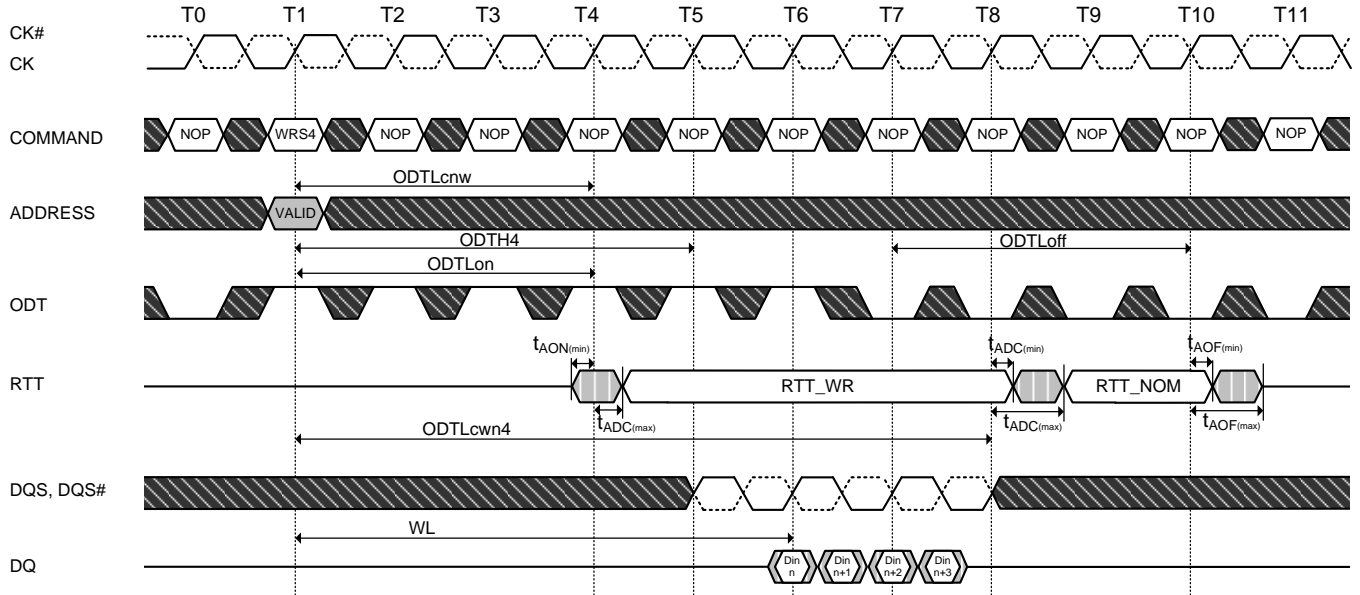 T0 T1 T2 T3 T4 T5 T6 T7 T8 T9 T10 T11
CK#
CK
COMMAND NOP WRS4 NOP NOP NOP NOP NOP NOP NOP NOP NOP NOP
ODTLcnw
ADDRESS VALID
ODTH4 ODTLoff
ODTLon
ODT
tAON(min) tADC(min) tAOF(min)
RTT RTT_WR RTT_NOM
tADC(max) tADC(max) tAOF(max)
ODTLcwn4
DQS, DQS#
WL
DQ Din n Din n+1 Din n+2 Din n+3